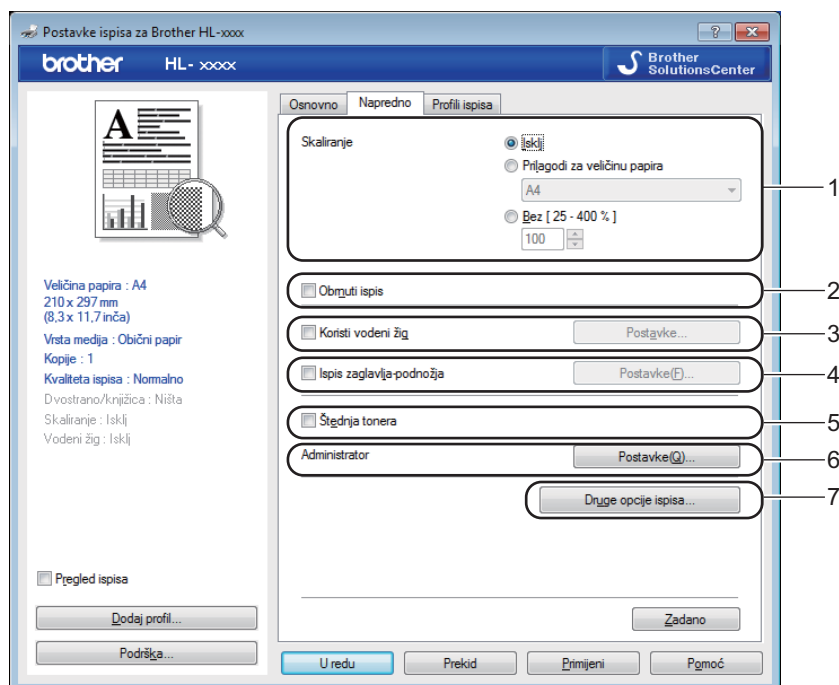 Postavke ispisa za Brother HL-xxxx
brother HL- xxxx
Brother
SolutionsCenter
Osnovno Napredno Profili ispisa
A
Skaliranje
Isklj
Prilagodi za veličinu papira
A4
Bez [ 25 - 400 % ]
100
1
Obrnuti ispis
2
Koristi vodeni žig Postavke...
3
Ispis zaglavlja-podnožja Postavke(F)...
4
Štednja tonera
5
Administrator Postavke(Q)...
6
Druge opcije ispisa...
7
Veličina papira : A4
210 x 297 mm
(8,3 x 11,7 inča)
Vrsta medija : Obični papir
Kopije : 1
Kvaliteta ispisa : Normalno
Dvostrano/knjižica : Ništa
Skaliranje : Isklj
Vodeni žig : Isklj
Pregled ispisa
Dodaj profil...
Podrška...
Zadano
U redu Prekid Primijeni Pomoć